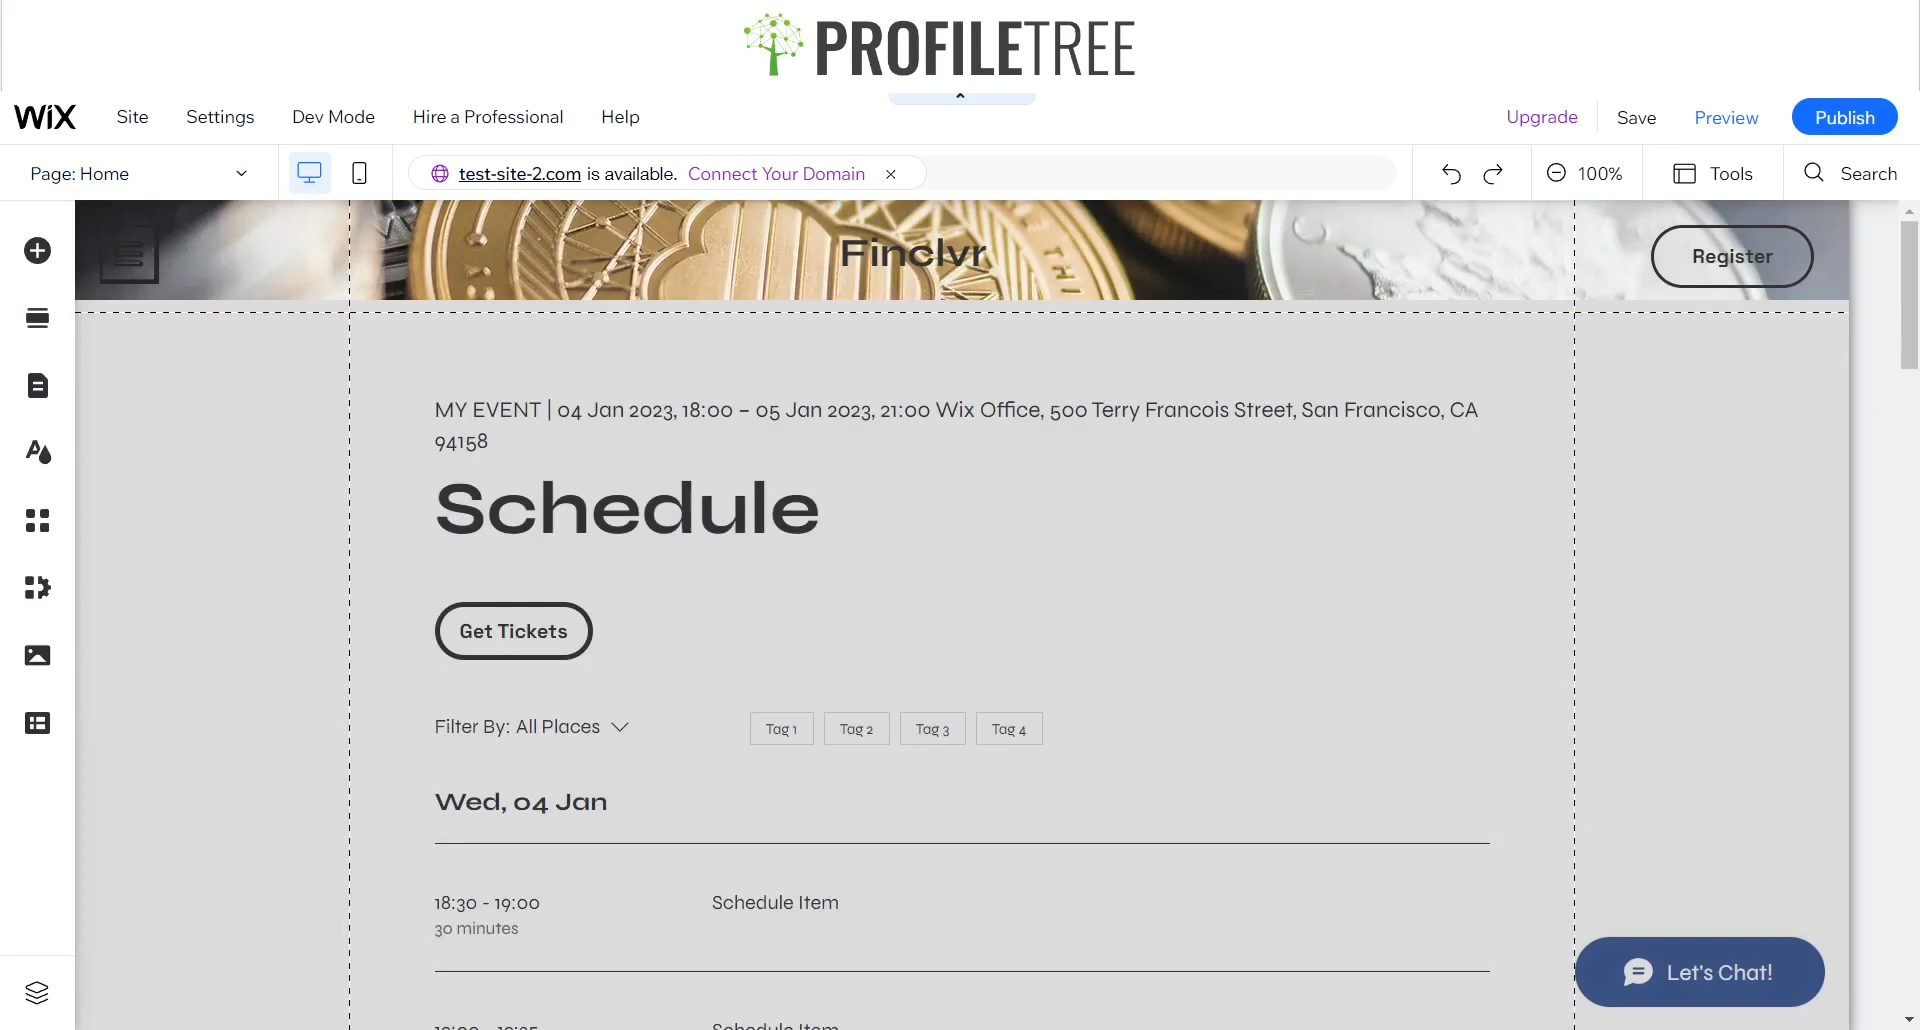 PROFILETREE
WiX Site Settings Dev Mode Hire a Professional Help Upgrade Save Preview Publish
Page: Home test-site-2.com is available. Connect Your Domain 100% Tools Search
Finclvr Register
MY EVENT | 04 Jan 2023, 18:00 – 05 Jan 2023, 21:00 Wix Office, 500 Terry Francois Street, San Francisco, CA
94158
Schedule
Get Tickets
Filter By: All Places Tag 1 Tag 2 Tag 3 Tag 4
Wed, 04 Jan
18:30 - 19:00 Schedule Item
30 minutes
Let's Chat!
Schedule Item